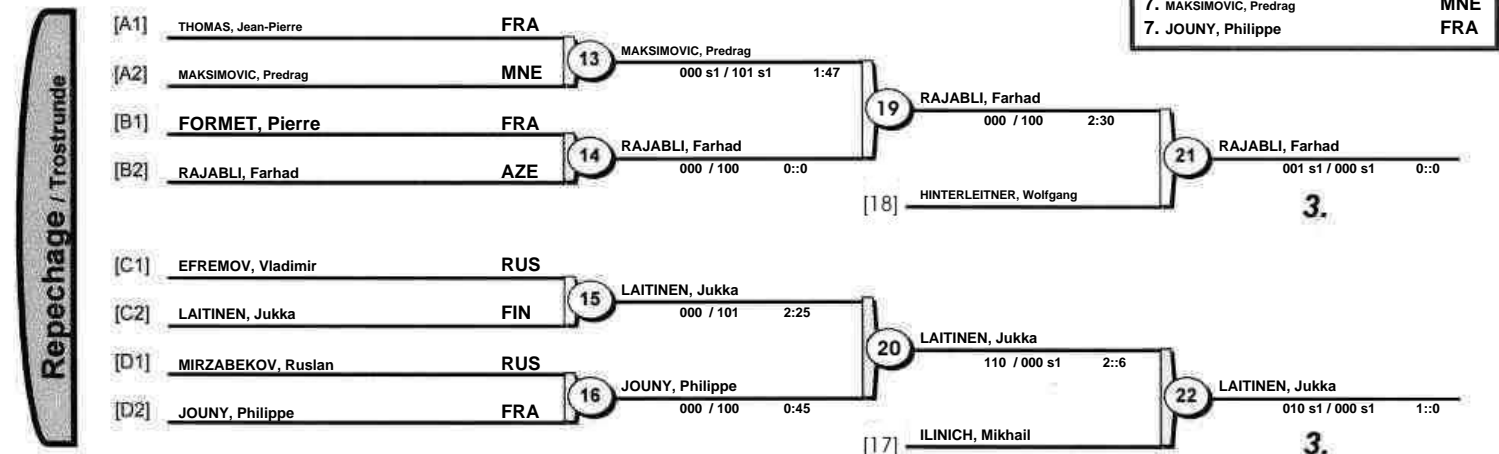 7. MAKSIMOVIC, Predrag MNE
7. JOUNY, Philippe FRA
Repechage / Trostrunde
[A1] THOMAS, Jean-Pierre FRA
13
MAKSIMOVIC, Predrag
000 s1 / 101 s1 1:47
[A2] MAKSIMOVIC, Predrag MNE
19
RAJABLI, Farhad
000 / 100 2:30
[B1] FORMET, Pierre FRA
14
RAJABLI, Farhad
000 / 100 0::0
[B2] RAJABLI, Farhad AZE
21
RAJABLI, Farhad
001 s1 / 000 s1 0::0
3.
[18] HINTERLEITNER, Wolfgang
[C1] EFREMOV, Vladimir RUS
15
LAITINEN, Jukka
000 / 101 2:25
[C2] LAITINEN, Jukka FIN
20
LAITINEN, Jukka
110 / 000 s1 2::6
[D1] MIRZABEKOV, Ruslan RUS
16
JOUNY, Philippe
000 / 100 0:45
[D2] JOUNY, Philippe FRA
22
LAITINEN, Jukka
010 s1 / 000 s1 1::0
3.
[17] ILINICH, Mikhail